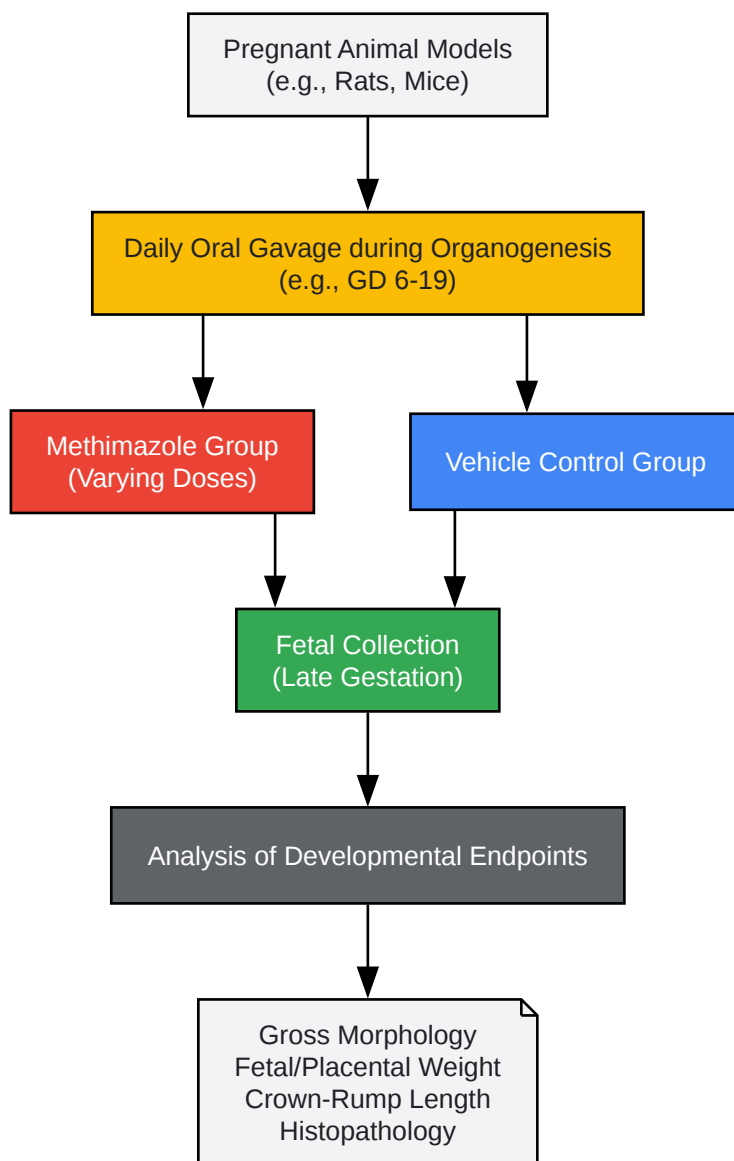 Pregnant Animal Models
(e.g., Rats, Mice)
Daily Oral Gavage during Organogenesis
(e.g., GD 6-19)
Methimazole Group
(Varying Doses)
Vehicle Control Group
Fetal Collection
(Late Gestation)
Analysis of Developmental Endpoints
Gross Morphology
Fetal/Placental Weight
Crown-Rump Length
Histopathology